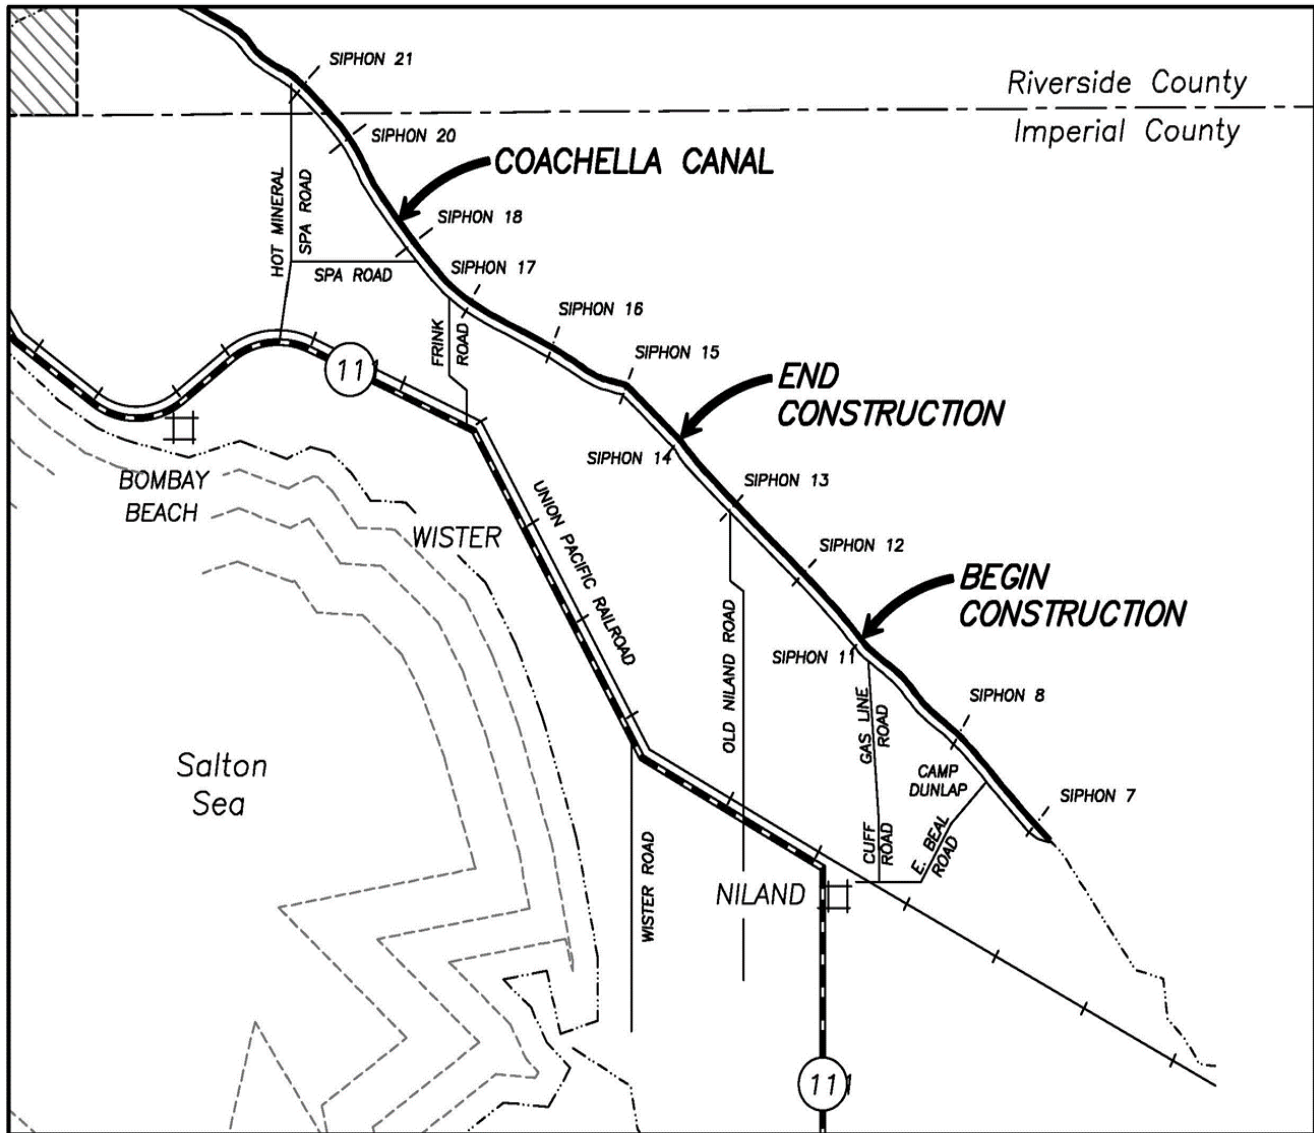 SIPHON 21
Riverside County
SIPHON 20
Imperial County
COACHELLA CANAL
HOT MINERAL
SPA ROAD
SIPHON 18
SPA ROAD
SIPHON 17
SIPHON 16
FRINK
ROAD
SIPHON 15
111
END
CONSTRUCTION
SIPHON 14
BOMBAY
BEACH
SIPHON 13
WISTER
UNION PACIFIC RAILROAD
SIPHON 12
BEGIN
CONSTRUCTION
OLD NILAND ROAD
SIPHON 11
GAS LINE
ROAD
SIPHON 8
Salton
Sea
CAMP
DUNLAP
SIPHON 7
CUFF
ROAD
E. BEAL
ROAD
WISTER ROAD
NILAND
111